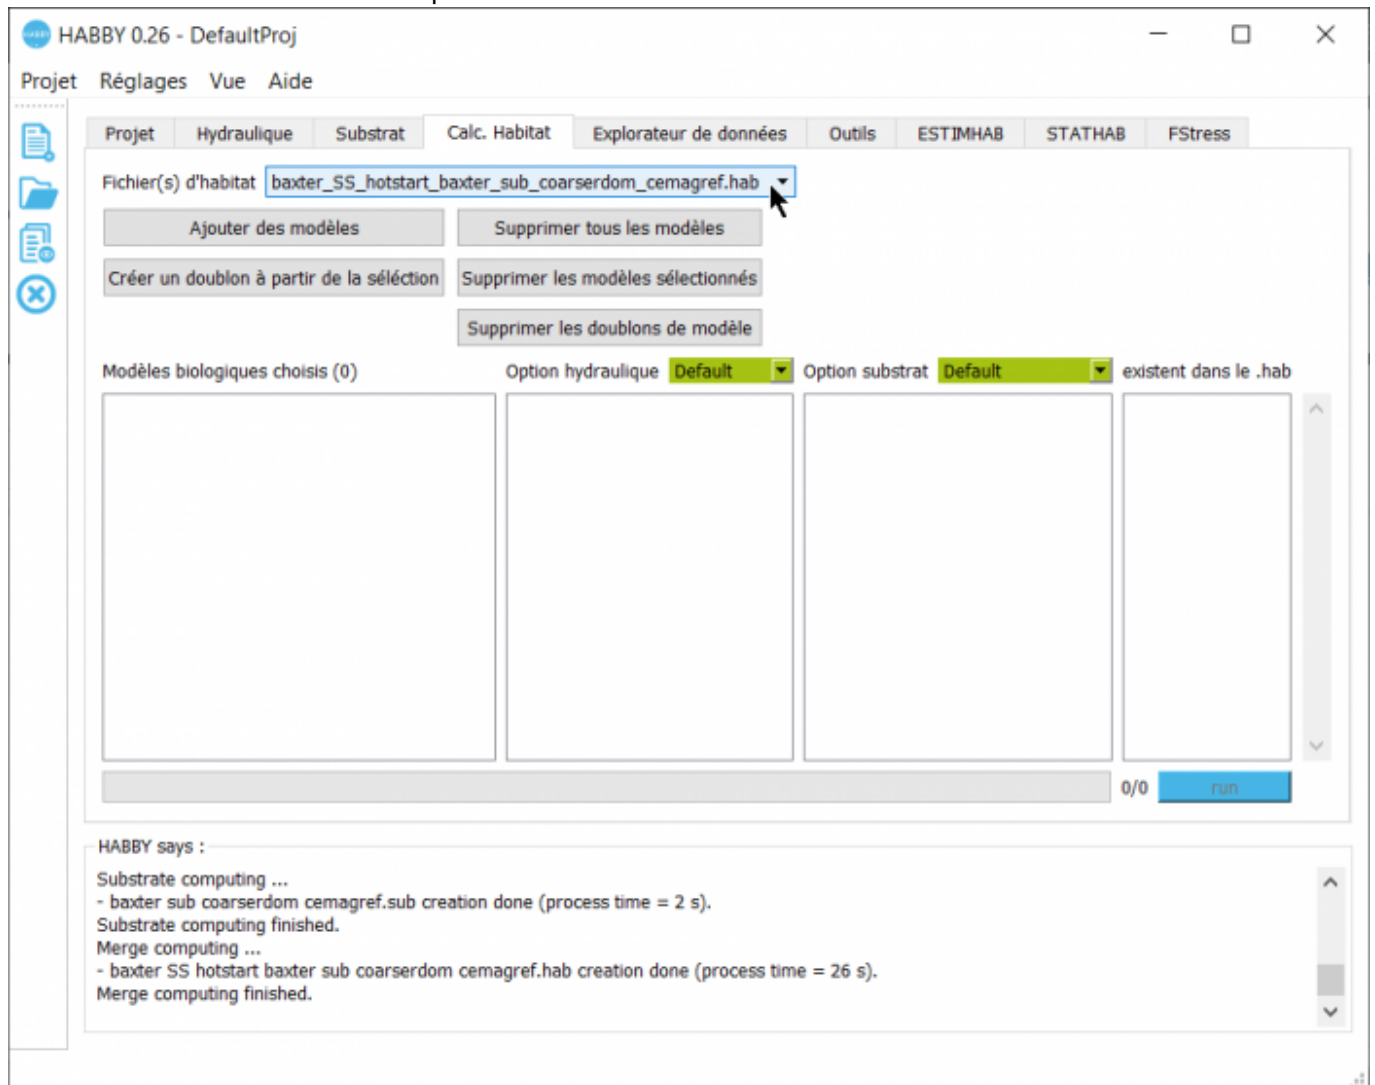 HABBY 0.26 - DefaultProj
Projet Réglages Vue Aide
Projet Hydraulique Substrat Calc. Habitat Explorateur de données Outils ESTIMHAB STATHAB FStress
Fichier(s) d'habitat baxter_SS_hotstart_baxter_sub_coarserdom_cemagref.hab
Ajouter des modèles Supprimer tous les modèles
Créer un doublon à partir de la séléction Supprimer les modèles sélectionnés
Supprimer les doublons de modèle
Modèles biologiques choisis (0) Option hydraulique Default Option substrat Default existent dans le .hab
0/0 run
HABBY says :
Substrate computing ...
- baxter sub coarserdom cemagref.sub creation done (process time = 2 s).
Substrate computing finished.
Merge computing ...
- baxter SS hotstart baxter sub coarserdom cemagref.hab creation done (process time = 26 s).
Merge computing finished.